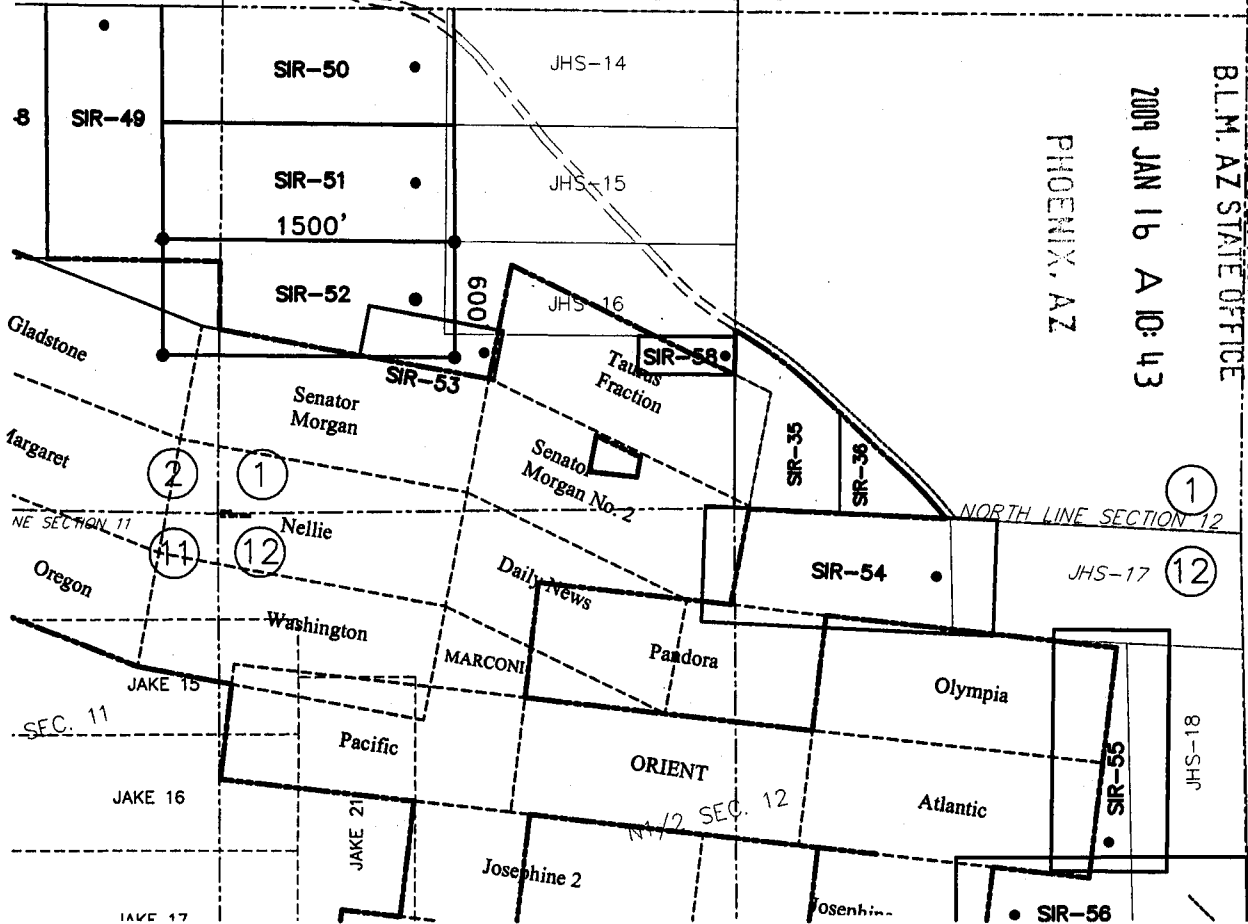 SIR-50
JHS-14
B.L.M. AZ STATE OFFICE
2009 JAN 16 A 10:43
PHOENIX, AZ
8
SIR-49
SIR-51
JHS-15
1500'
SIR-52
600
JHS-16
Gladstone
SIR-53
SIR-58
Taurus
Fraction
Senator
Morgan
Margaret
Senator
Morgan No. 2
SIR-35
SIR-36
2
1
1
NORTH LINE SECTION 12
NE SECTION 11
Nellie
11
12
Oregon
Daily News
SIR-54
JHS-17
12
Washington
MARCONI
Pandora
JAKE 15
Olympia
SEC. 11
Pacific
ORIENT
SIR-55
JHS-18
JAKE 16
JAKE 21
N1/2 SEC. 12
Atlantic
Josephine 2
JAKE 17
Josephine
SIR-56